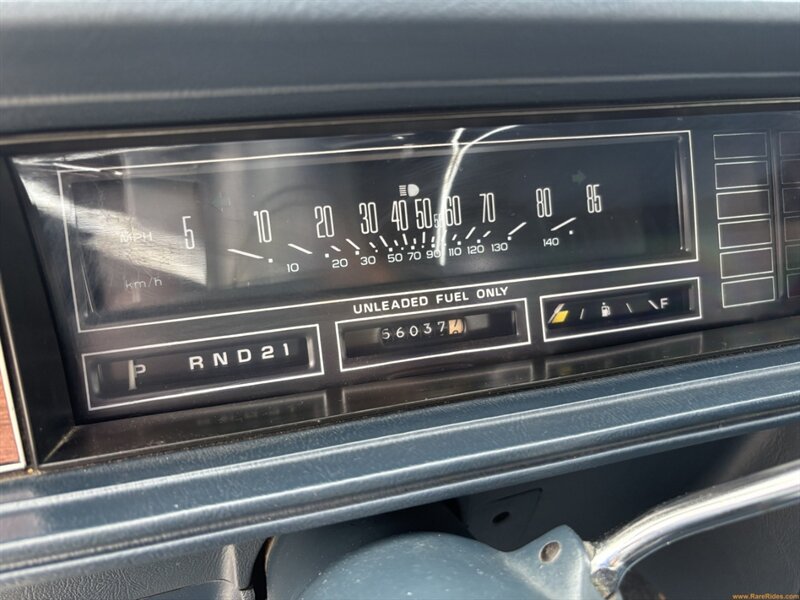 MPH 5 10 20 30 40 50 55 60 70 80 85
km/h 10 20 30 50 70 90 110 120 130 140
UNLEADED FUEL ONLY
P R N D 2 1
56037
F
www.RareRides.com